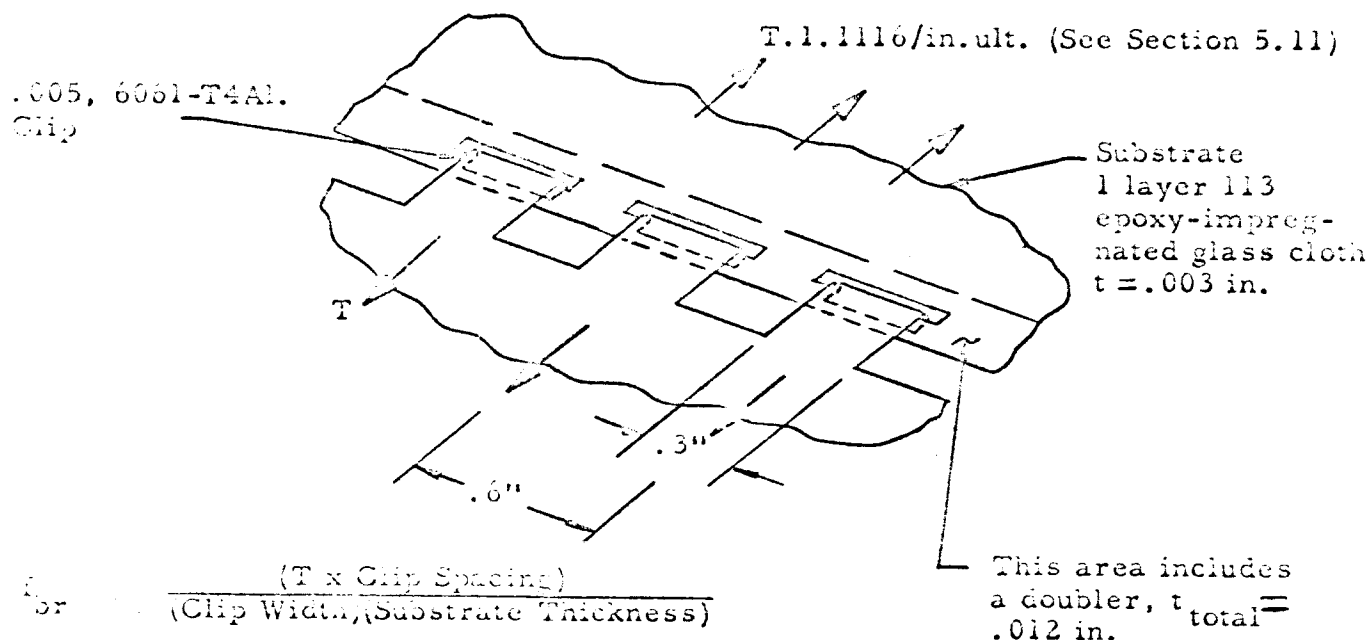 T.1.1116/in.ult. (See Section 5.11)
.005, 6061-T4Al.
Clip
Substrate
1 layer 113
epoxy-impreg-
nated glass cloth
t = .003 in.
T
.3"
.6"
f br
(T x Clip Spacing)
(Clip Width)(Substrate Thickness)
This area includes
a doubler, t total =
.012 in.